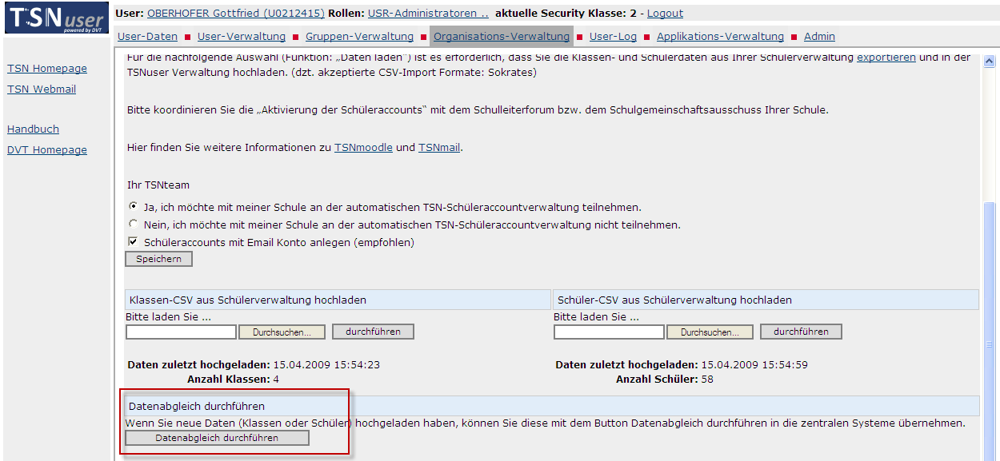 TSNuser
powered by DVT
User: OBERHOFER Gottfried (U0212415) Rollen: USR-Administratoren .. aktuelle Security Klasse: 2 - Logout
User-Daten User-Verwaltung Gruppen-Verwaltung Organisations-Verwaltung User-Log Applikations-Verwaltung Admin
TSN Homepage
TSN Webmail
Handbuch
DVT Homepage
Für die nachfolgende Auswahl (Funktion: „Daten laden") ist es erforderlich, dass Sie die Klassen- und Schülerdaten aus Ihrer Schülerverwaltung exportieren und in der
TSNuser Verwaltung hochladen. (dzt. akzeptierte CSV-Import Formate: Sokrates)
Bitte koordinieren Sie die „Aktivierung der Schüleraccounts" mit dem Schulleiterforum bzw. dem Schulgemeinschaftsausschuss Ihrer Schule.
Hier finden Sie weitere Informationen zu TSNmoodle und TSNmail.
Ihr TSNteam
Ja, ich möchte mit meiner Schule an der automatischen TSN-Schüleraccountverwaltung teilnehmen.
Nein, ich möchte mit meiner Schule an der automatischen TSN-Schüleraccountverwaltung nicht teilnehmen.
Schüleraccounts mit Email Konto anlegen (empfohlen)
Speichern
Klassen-CSV aus Schülerverwaltung hochladen
Bitte laden Sie ...
Durchsuchen... durchführen
Daten zuletzt hochgeladen: 15.04.2009 15:54:23
Anzahl Klassen: 4
Schüler-CSV aus Schülerverwaltung hochladen
Bitte laden Sie ...
Durchsuchen... durchführen
Daten zuletzt hochgeladen: 15.04.2009 15:54:59
Anzahl Schüler: 58
Datenabgleich durchführen
Wenn Sie neue Daten (Klassen oder Schüler) hochgeladen haben, können Sie diese mit dem Button Datenabgleich durchführen in die zentralen Systeme übernehmen.
Datenabgleich durchführen